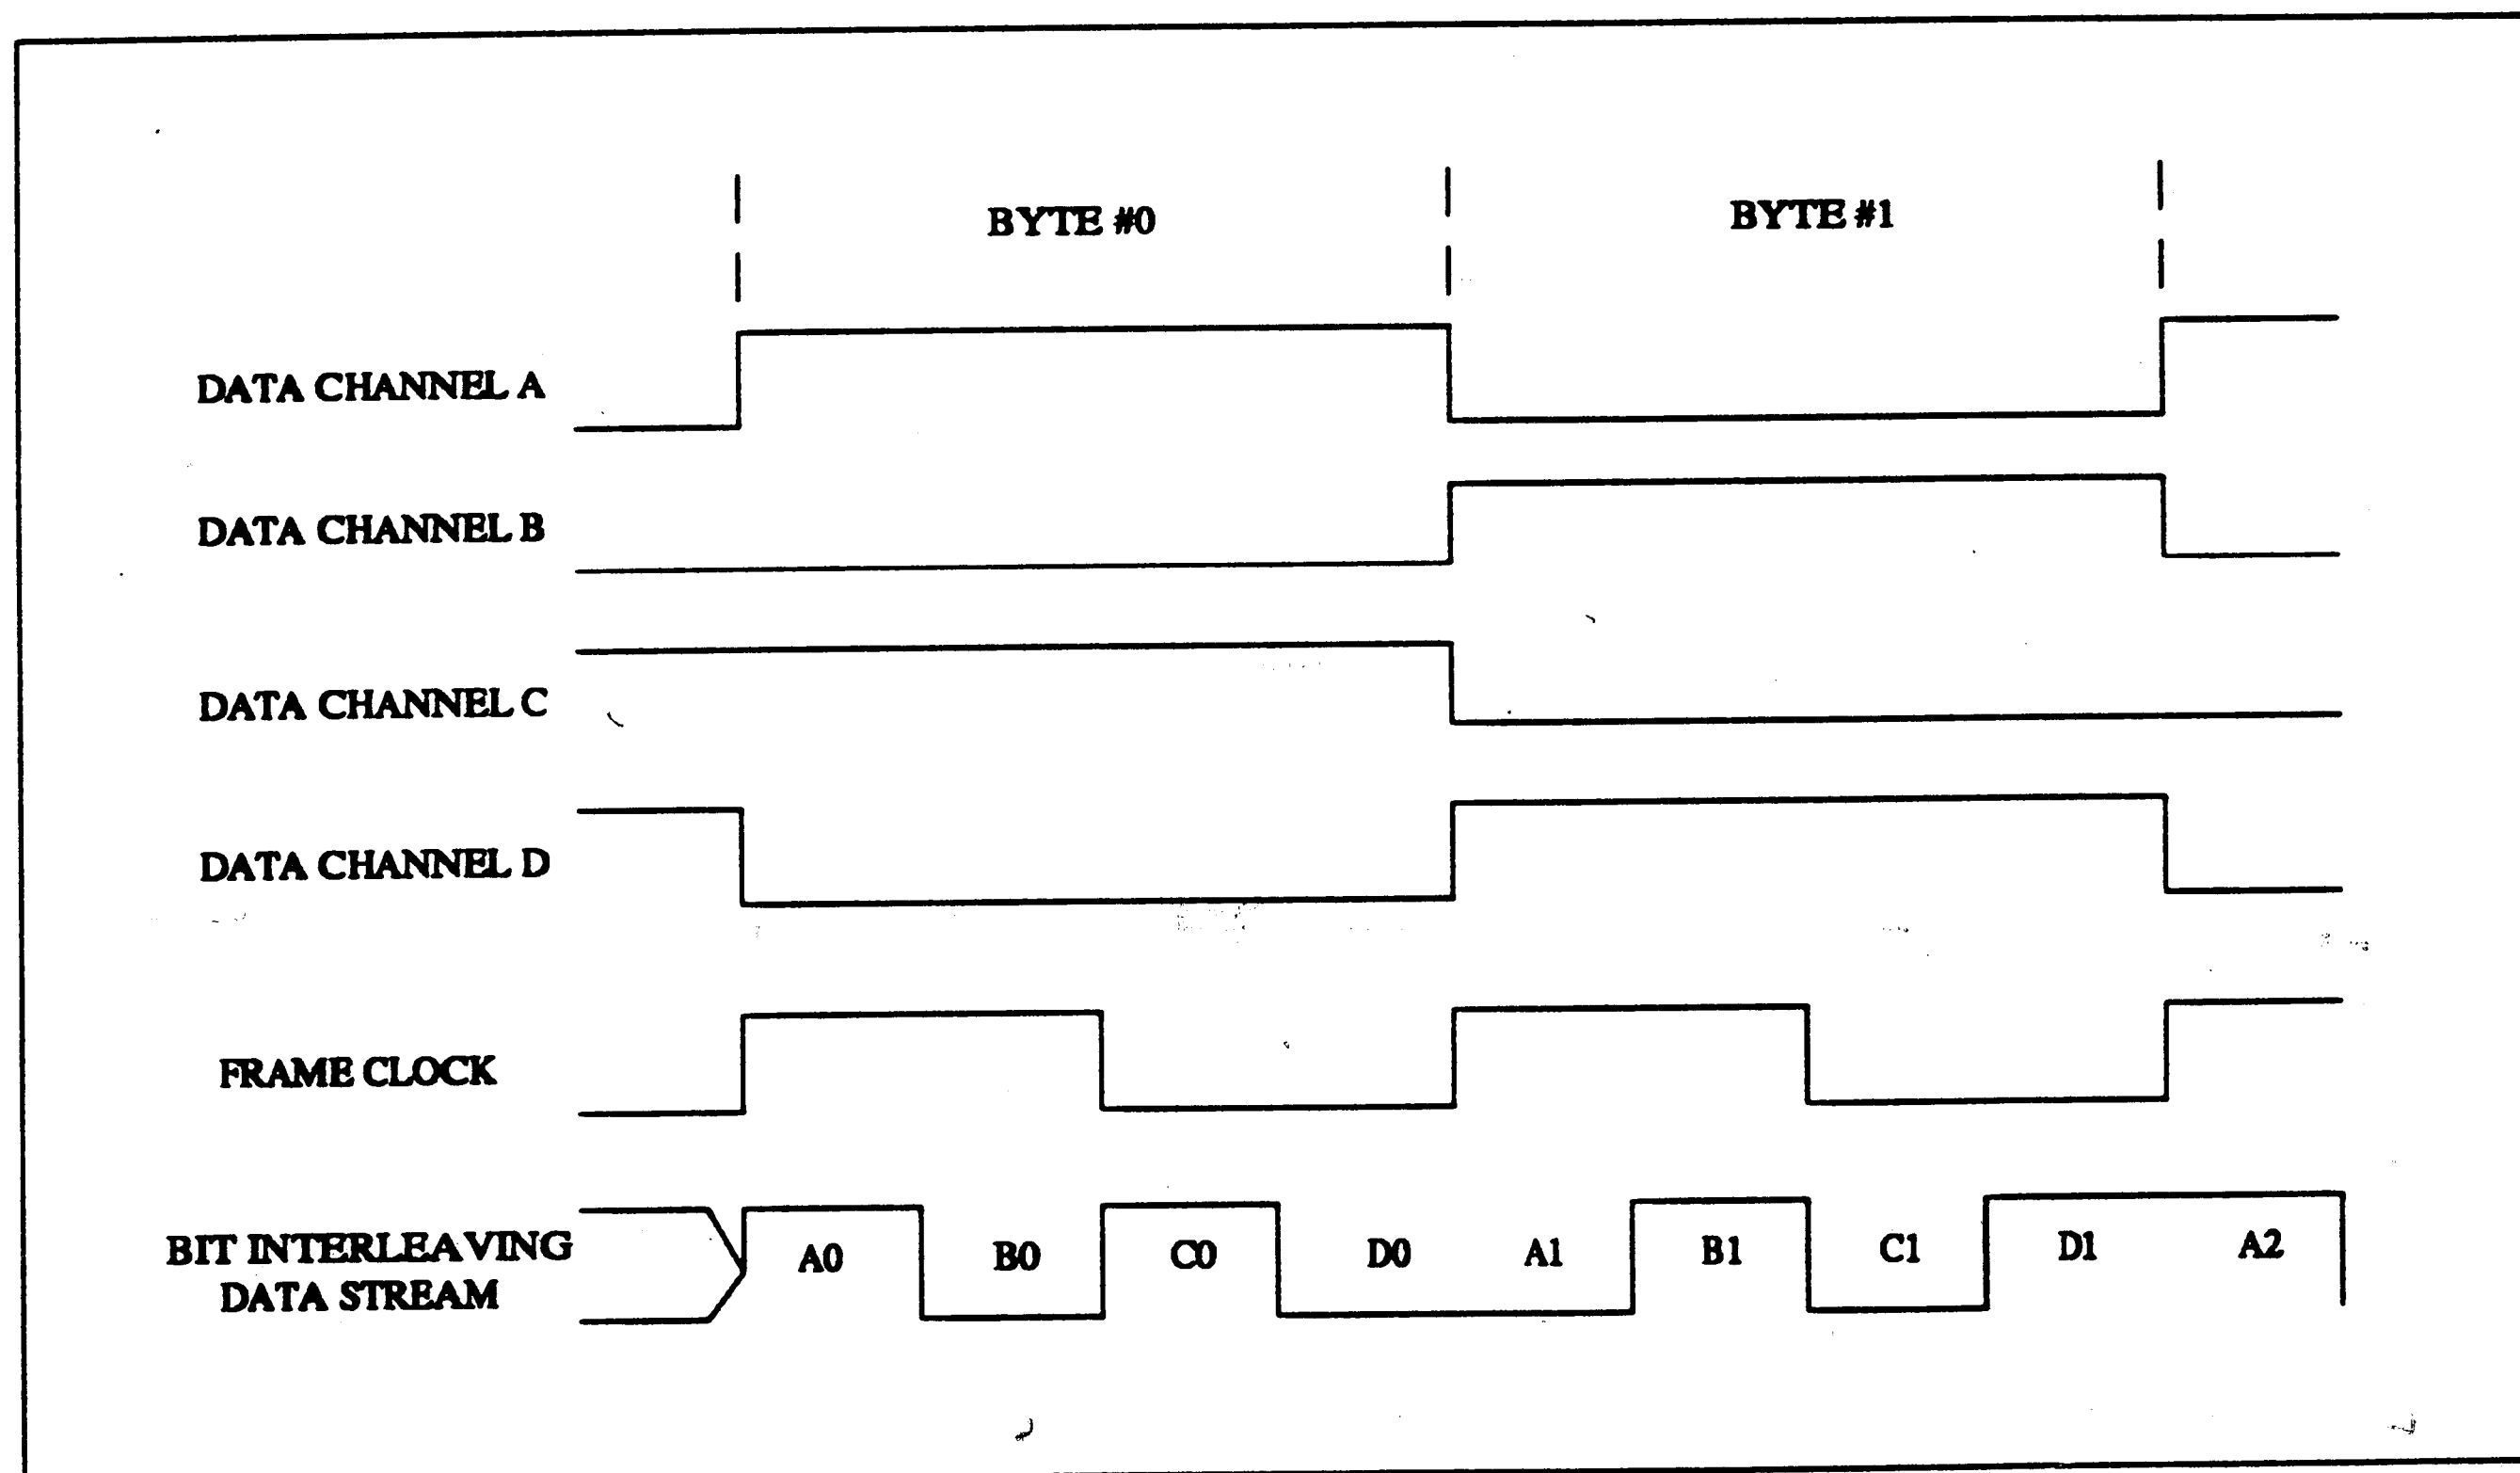 BYTE #0 BYTE #1
DATA CHANNEL A
DATA CHANNEL B
DATA CHANNEL C
DATA CHANNEL D
FRAME CLOCK
BIT INTERLEAVING
DATA STREAM
A0 B0 C0 D0 A1 B1 C1 D1 A2